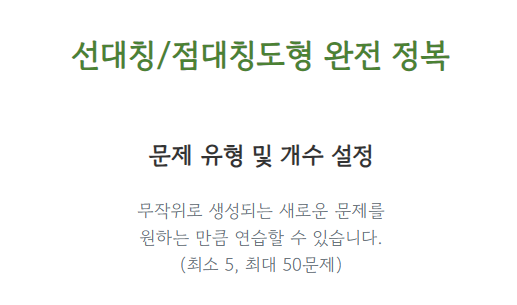 선대칭/점대칭도형 완전 정복
문제 유형 및 개수 설정
무작위로 생성되는 새로운 문제를
원하는 만큼 연습할 수 있습니다.
(최소 5, 최대 50문제)